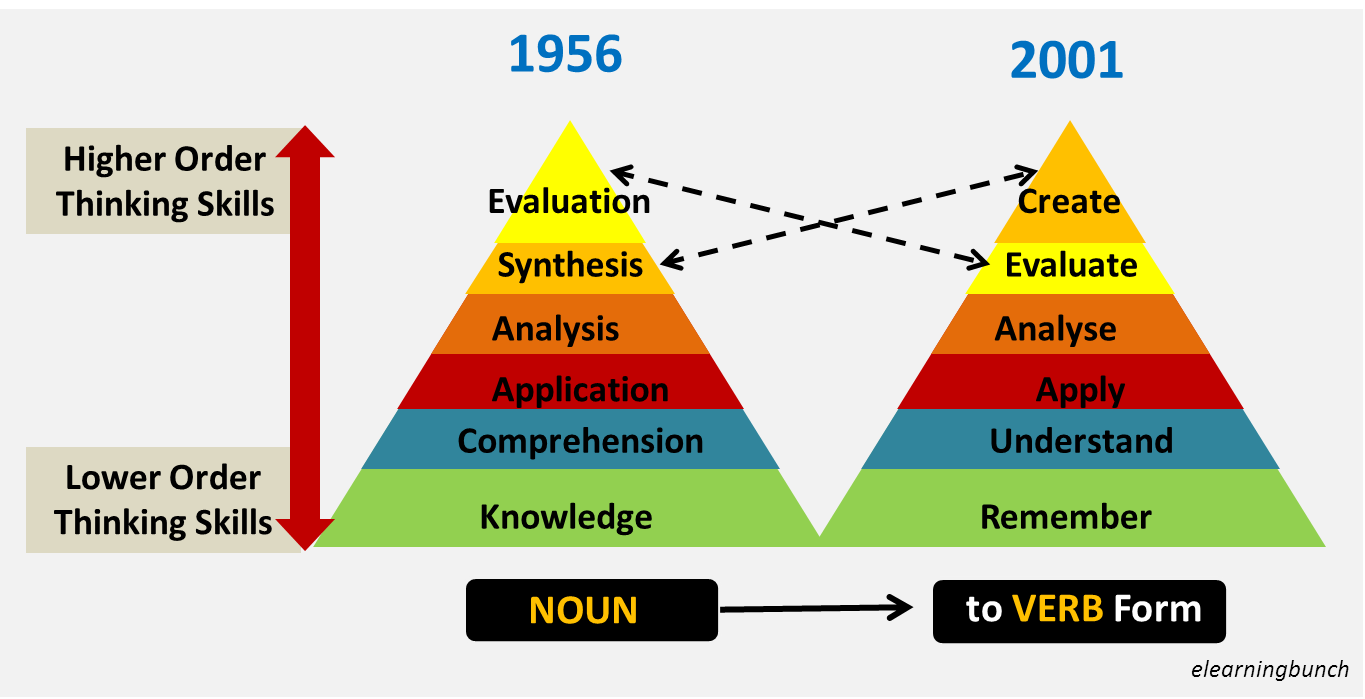 1956
2001
Higher Order
Thinking Skills
Lower Order
Thinking Skills
Evaluation
Synthesis
Analysis
Application
Comprehension
Knowledge
Create
Evaluate
Analyse
Apply
Understand
Remember
NOUN
to VERB Form
elearningbunch